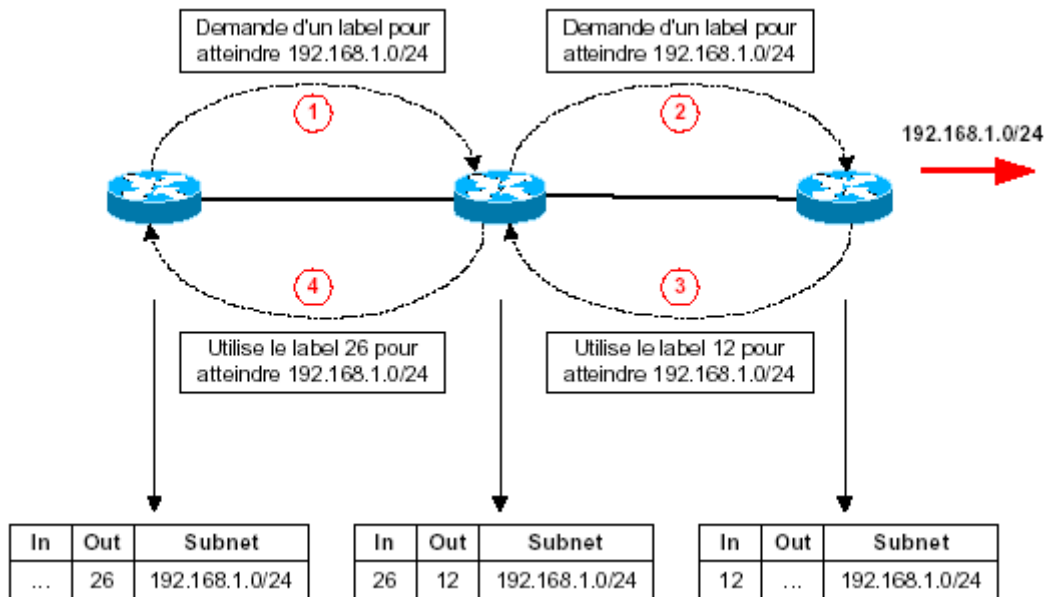 Demande d'un label pour
atteindre 192.168.1.0/24
Demande d'un label pour
atteindre 192.168.1.0/24
1
2
192.168.1.0/24
4
3
Utilise le label 26 pour
atteindre 192.168.1.0/24
Utilise le label 12 pour
atteindre 192.168.1.0/24
In Out Subnet
... 26 192.168.1.0/24
In Out Subnet
26 12 192.168.1.0/24
In Out Subnet
12 ... 192.168.1.0/24